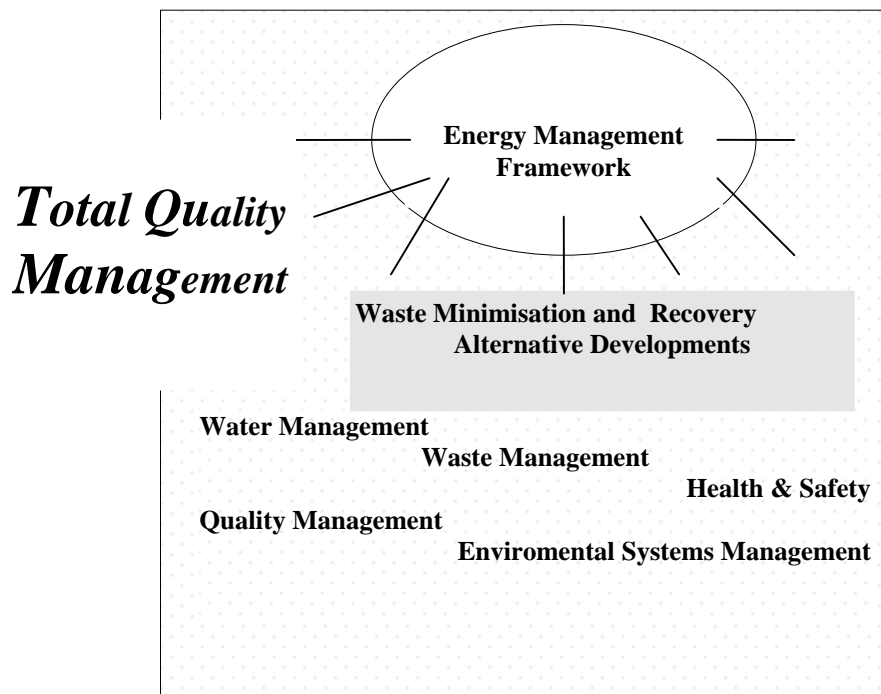 Energy Management
Framework
Total Quality
Management
Waste Minimisation and Recovery
Alternative Developments
Water Management
Waste Management
Health & Safety
Quality Management
Enviromental Systems Management